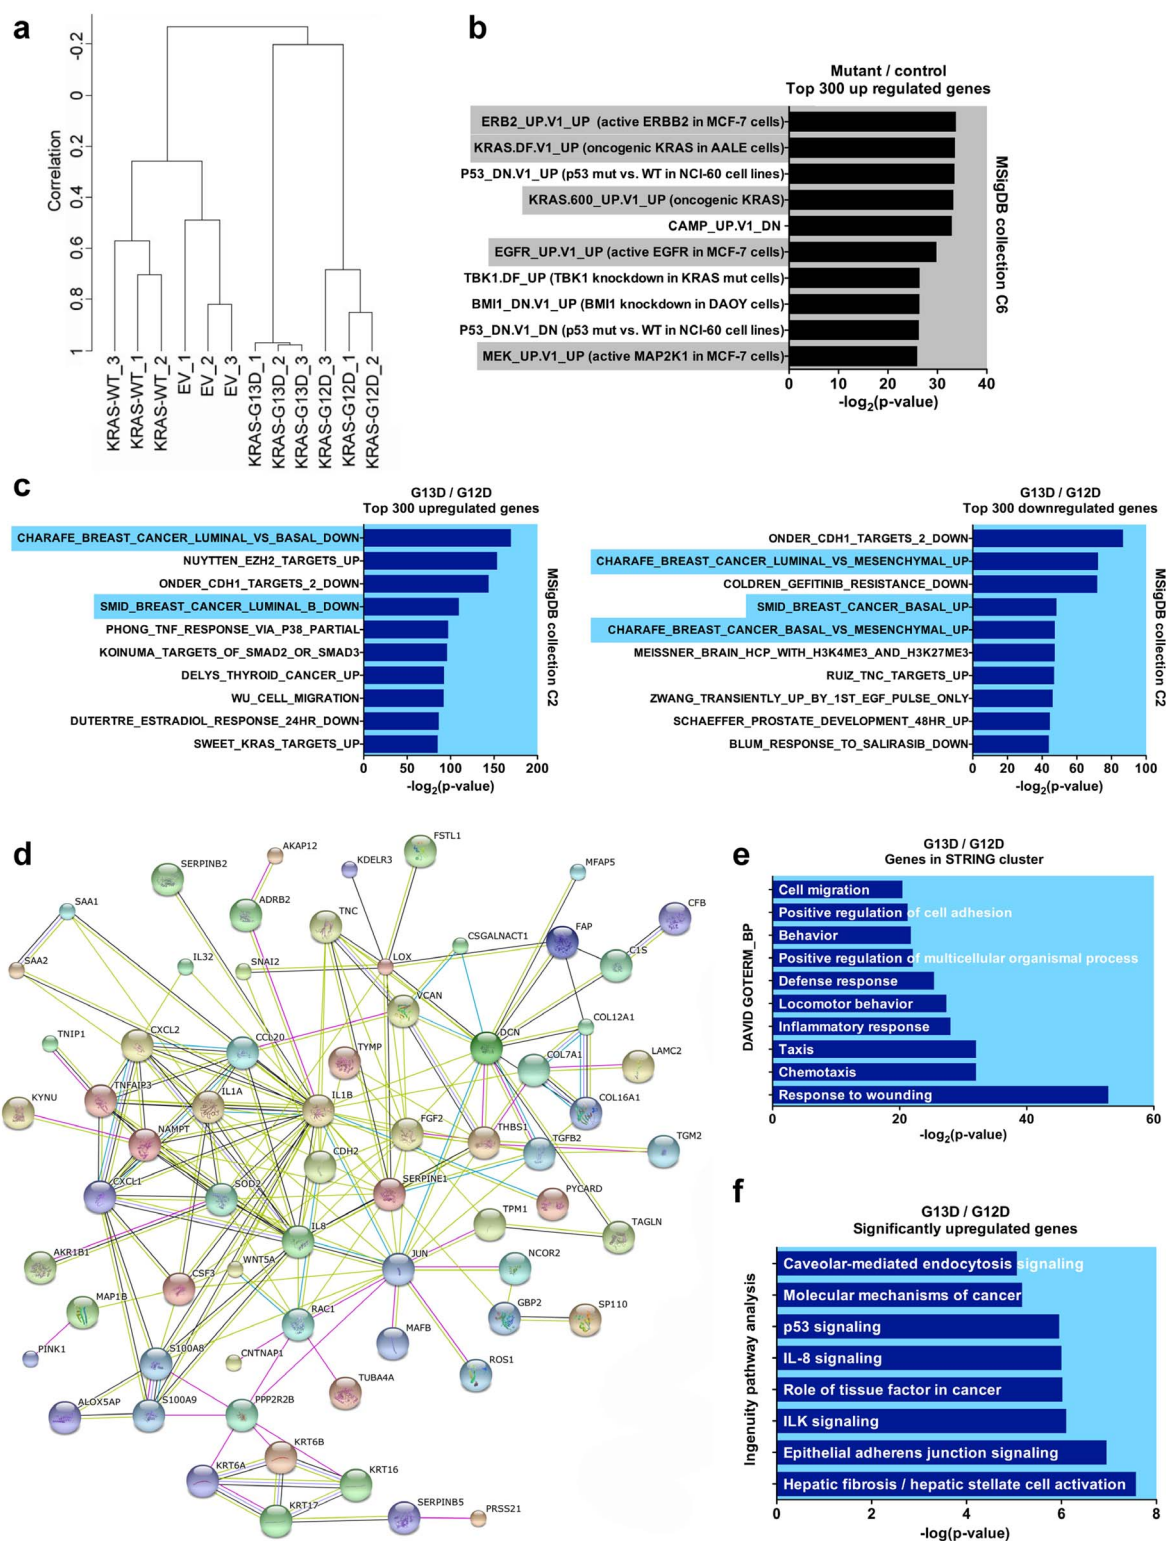 a
-0.2
0
0.2
0.4
0.6
0.8
1
Correlation
KRAS-WT_3
KRAS-WT_1
KRAS-WT_2
EV_1
EV_2
EV_3
KRAS-G13D_1
KRAS-G13D_2
KRAS-G13D_3
KRAS-G12D_3
KRAS-G12D_1
KRAS-G12D_2
b
Mutant / control
Top 300 up regulated genes
ERB2_UP.V1_UP (active ERBB2 in MCF-7 cells)
KRAS.DF.V1_UP (oncogenic KRAS in AALE cells)
P53_DN.V1_UP (p53 mut vs. WT in NCI-60 cell lines)
KRAS.600_UP.V1_UP (oncogenic KRAS)
CAMP_UP.V1_DN
EGFR_UP.V1_UP (active EGFR in MCF-7 cells)
TBK1.DF_UP (TBK1 knockdown in KRAS mut cells)
BMI1_DN.V1_UP (BMI1 knockdown in DAOY cells)
P53_DN.V1_DN (p53 mut vs. WT in NCI-60 cell lines)
MEK_UP.V1_UP (active MAP2K1 in MCF-7 cells)
0 10 20 30 40
-log2(p-value)
MSigDB collection C6
c
G13D / G12D
Top 300 upregulated genes
CHARAFE_BREAST_CANCER_LUMINAL_VS_BASAL_DOWN
NUYTTEN_EZH2_TARGETS_UP
ONDER_CDH1_TARGETS_2_DOWN
SMID_BREAST_CANCER_LUMINAL_B_DOWN
PHONG_TNF_RESPONSE_VIA_P38_PARTIAL
KOINUMA_TARGETS_OF_SMAD2_OR_SMAD3
DELYS_THYROID_CANCER_UP
WU_CELL_MIGRATION
DUTERTRE_ESTRADIOL_RESPONSE_24HR_DOWN
SWEET_KRAS_TARGETS_UP
0 50 100 150 200
-log2(p-value)
MSigDB collection C2
G13D / G12D
Top 300 downregulated genes
ONDER_CDH1_TARGETS_2_DOWN
CHARAFE_BREAST_CANCER_LUMINAL_VS_MESENCHYMAL_UP
COLDREN_GEFITINIB_RESISTANCE_DOWN
SMID_BREAST_CANCER_BASAL_UP
CHARAFE_BREAST_CANCER_BASAL_VS_MESENCHYMAL_UP
MEISSNER_BRAIN_HCP_WITH_H3K4ME3_AND_H3K27ME3
RUIZ_TNC_TARGETS_UP
ZWANG_TRANSIENTLY_UP_BY_1ST_EGF_PULSE_ONLY
SCHAEFFER_PROSTATE_DEVELOPMENT_48HR_UP
BLUM_RESPONSE_TO_SALIRASIB_DOWN
0 20 40 60 80 100
-log2(p-value)
MSigDB collection C2
d
FSTL1
AKAP12
KDELR3
SERPINB2
MFAP5
ADRB2
SAA1
TNC
CFB
FAP
CSGALNACT1
C1S
IL32
SNAI2
LOX
SAA2
VCAN
COL12A1
DCN
CXCL2
CCL20
TYMP
TNIP1
COL7A1
LAMC2
TNFAIP3
IL1A
IL1B
KYNU
COL16A1
FGF2
NAMPT
THBS1
TGFB2
TGM2
CDH2
CXCL1
SOD2
SERPINE1
PYCARD
TPM1
TAGLN
IL8
AKR1B1
WNT5A
JUN
NCOR2
CSF3
MAP1B
RAC1
GBP2
SP110
MAFB
PINK1
S100A8
CNTNAP1
ROS1
TUBA4A
ALOX5AP
S100A9
PPP2R2B
KRT6B
KRT6A
KRT16
KRT17
SERPINB5
PRSS21
e
G13D / G12D
Genes in STRING cluster
Cell migration
Positive regulation of cell adhesion
Behavior
Positive regulation of multicellular organismal process
Defense response
Locomotor behavior
Inflammatory response
Taxis
Chemotaxis
Response to wounding
0 20 40 60
-log2(p-value)
DAVID GOTERM_BP
f
G13D / G12D
Significantly upregulated genes
Caveolar-mediated endocytosis signaling
Molecular mechanisms of cancer
p53 signaling
IL-8 signaling
Role of tissue factor in cancer
ILK signaling
Epithelial adherens junction signaling
Hepatic fibrosis / hepatic stellate cell activation
0 2 4 6 8
-log(p-value)
Ingenuity pathway analysis